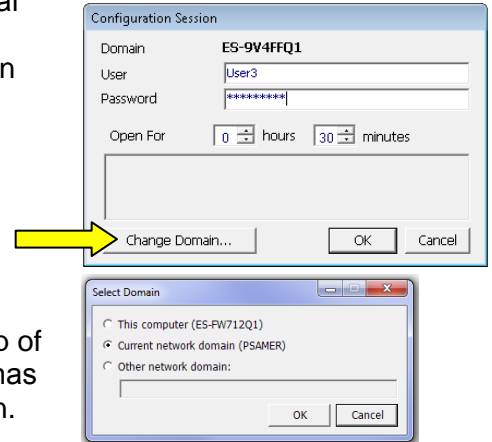 Configuration Session
Domain ES-9V4FFQ1
User User3
Password *********
Open For 0 hours 30 minutes
Change Domain... OK Cancel
Select Domain
This computer (ES-FW712Q1)
Current network domain (PSAMER)
Other network domain:
OK Cancel
of